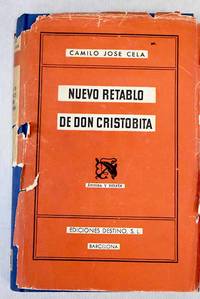 CAMILO JOSE CELA
NUEVO RETABLO
DE DON CRISTOBITA
EDICIONES DESTINO, S. L.
BARCELONA